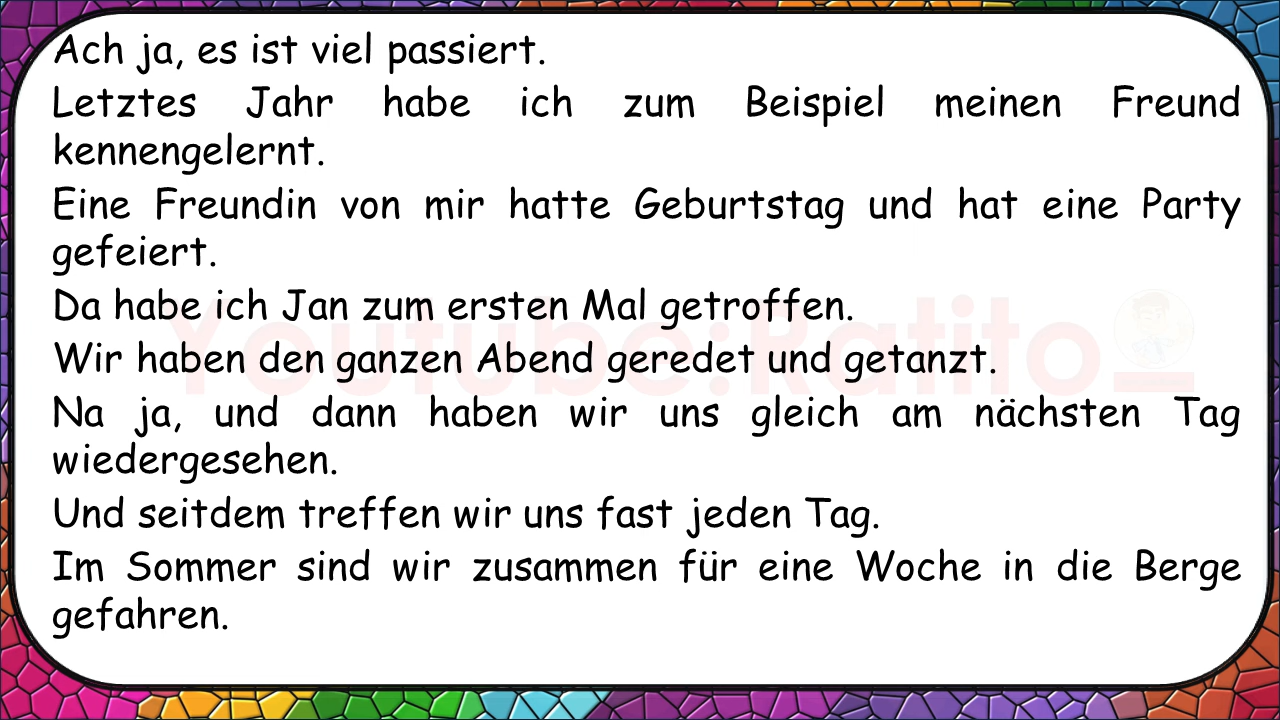 Ach ja, es ist viel passiert.
Letztes Jahr habe ich zum Beispiel meinen Freund
kennengelernt.
Eine Freundin von mir hatte Geburtstag und hat eine Party
gefeiert.
Da habe ich Jan zum ersten Mal getroffen.
Youtube:Ratito
Wir haben den ganzen Abend geredet und getanzt.
Na ja, und dann haben wir uns gleich am nächsten Tag
wiedergesehen.
Und seitdem treffen wir uns fast jeden Tag.
Im Sommer sind wir zusammen für eine Woche in die Berge
gefahren.